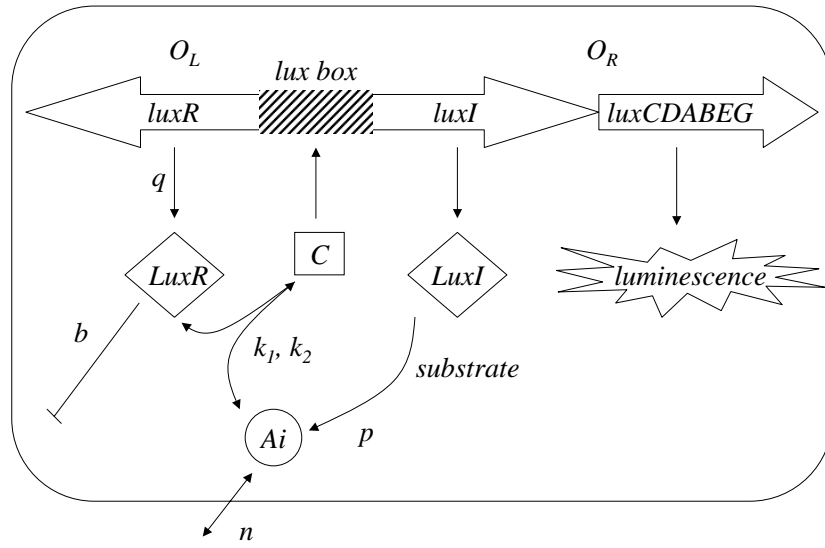 O_L
O_R
lux box
luxR
luxI
luxCDABEG
q
LuxR
C
LuxI
luminescence
b
k_1, k_2
substrate
Ai
p
n